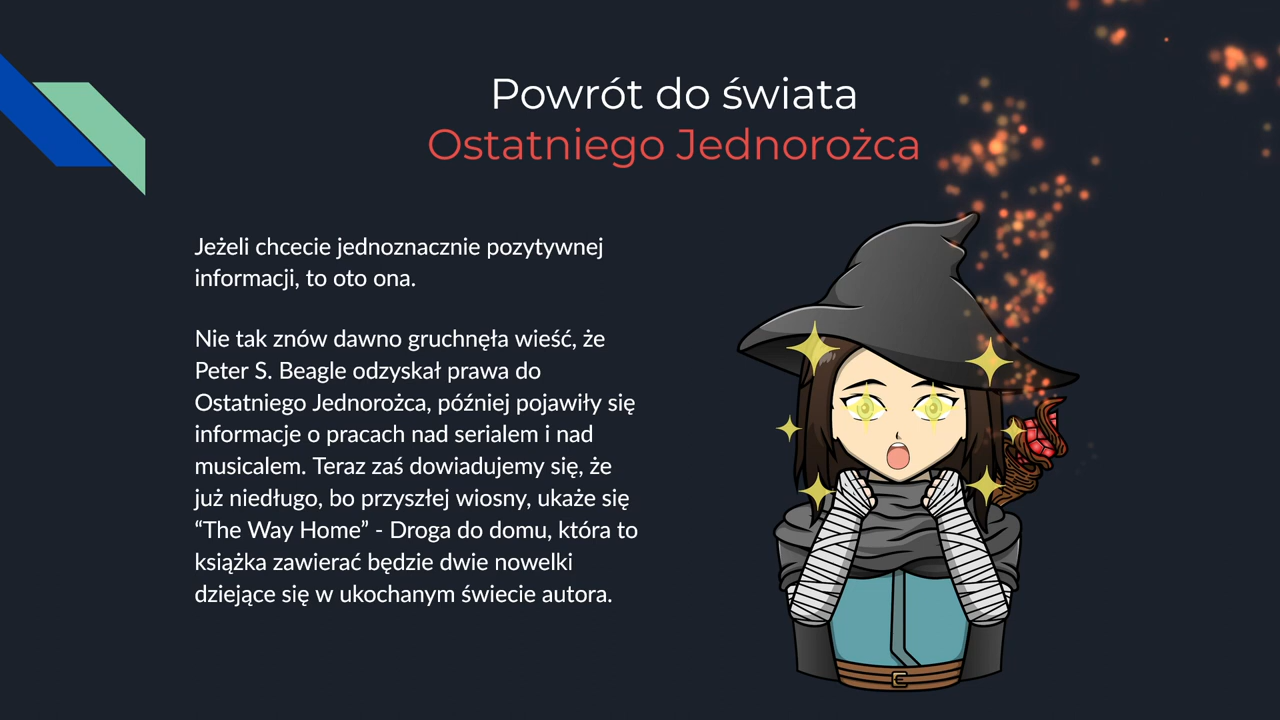 Powrót do świata
Ostatniego Jednorożca
Jeżeli chcecie jednoznacznie pozytywnej
informacji, to oto ona.
Nie tak znów dawno gruchnęła wieść, że
Peter S. Beagle odzyskał prawa do
Ostatniego Jednorożca, później pojawiły się
informacje o pracach nad serialem i nad
musicalem. Teraz zaś dowiadujemy się, że
już niedługo, bo przyszłej wiosny, ukaże się
“The Way Home” - Droga do domu, która to
książka zawierać będzie dwie nowelki
dziejące się w ukochanym świecie autora.